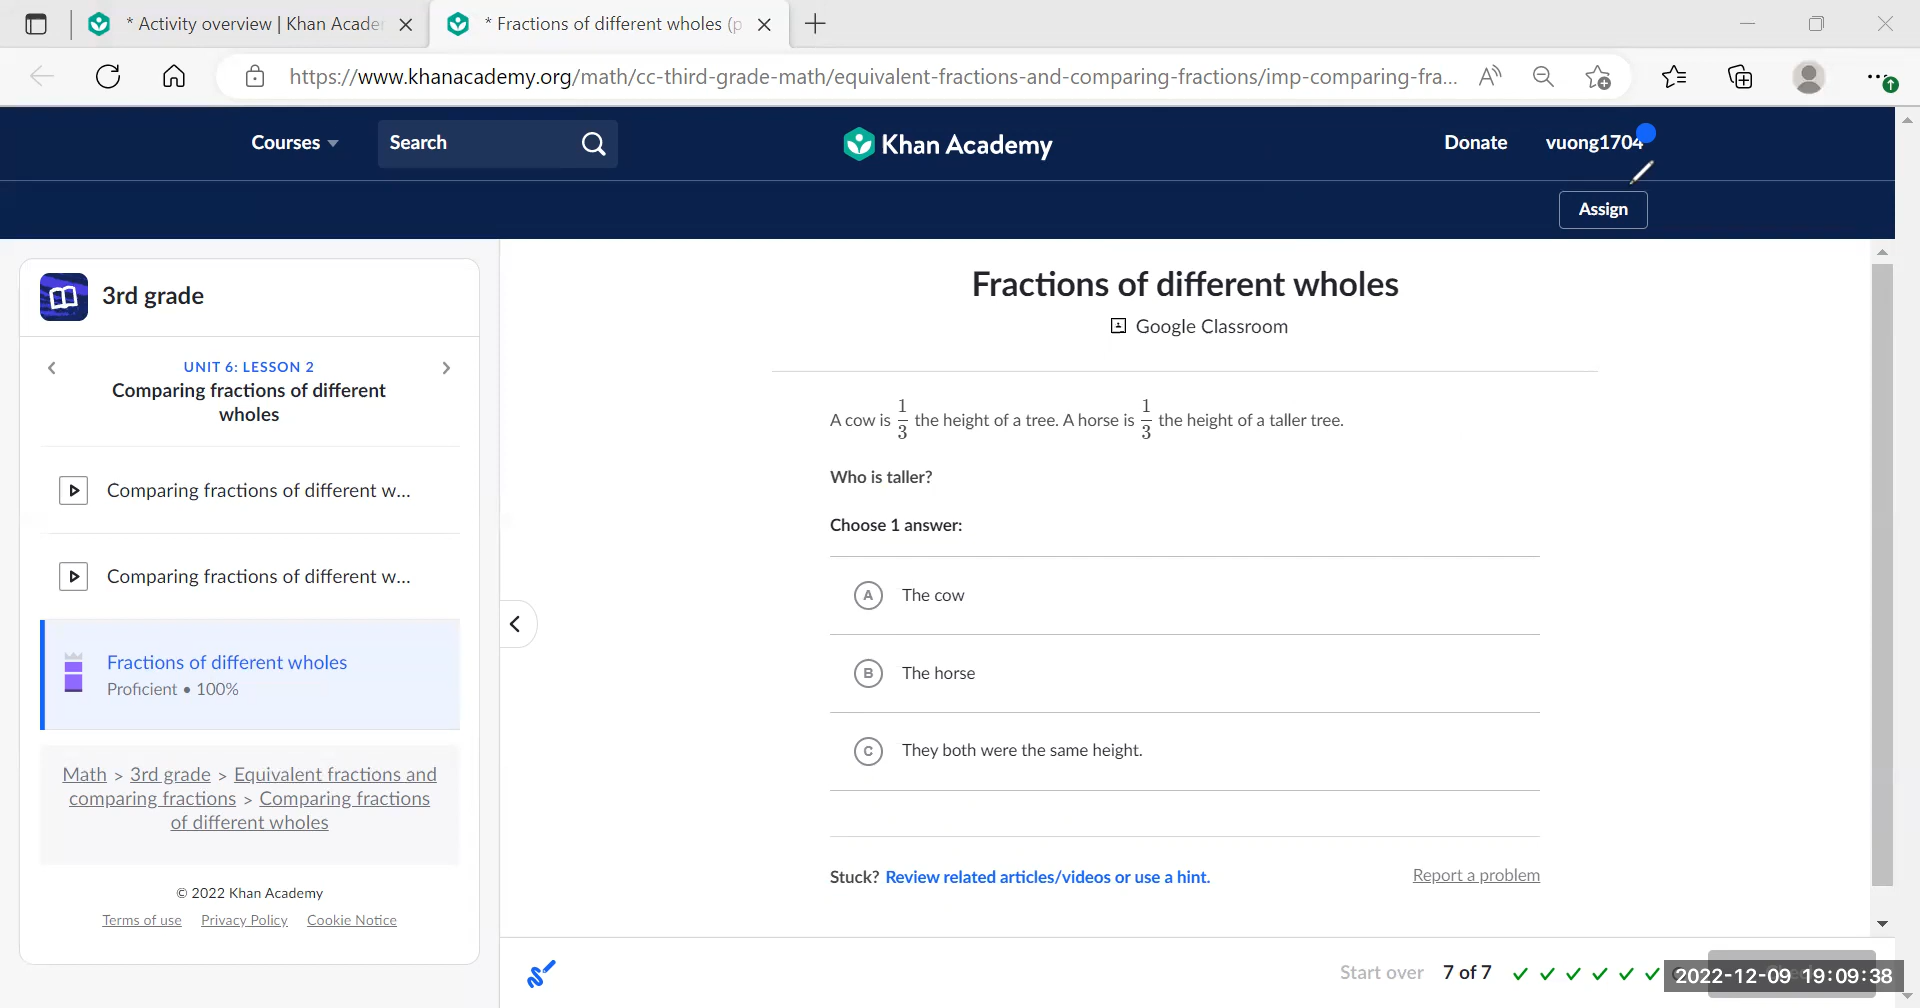 * Activity overview | Khan Acade
* Fractions of different wholes (p
https://www.khanacademy.org/math/cc-third-grade-math/equivalent-fractions-and-comparing-fractions/imp-comparing-fra...
Courses
Search
Khan Academy
Donate
vuong1704
Assign
3rd grade
UNIT 6: LESSON 2
Comparing fractions of different
wholes
Comparing fractions of different w...
Comparing fractions of different w...
Fractions of different wholes
Proficient • 100%
Math > 3rd grade > Equivalent fractions and
comparing fractions > Comparing fractions
of different wholes
© 2022 Khan Academy
Terms of use Privacy Policy Cookie Notice
Fractions of different wholes
Google Classroom
A cow is 1/3 the height of a tree. A horse is 1/3 the height of a taller tree.
Who is taller?
Choose 1 answer:
A The cow
B The horse
C They both were the same height.
Stuck? Review related articles/videos or use a hint.
Report a problem
Start over 7 of 7
2022-12-09 19:09:38